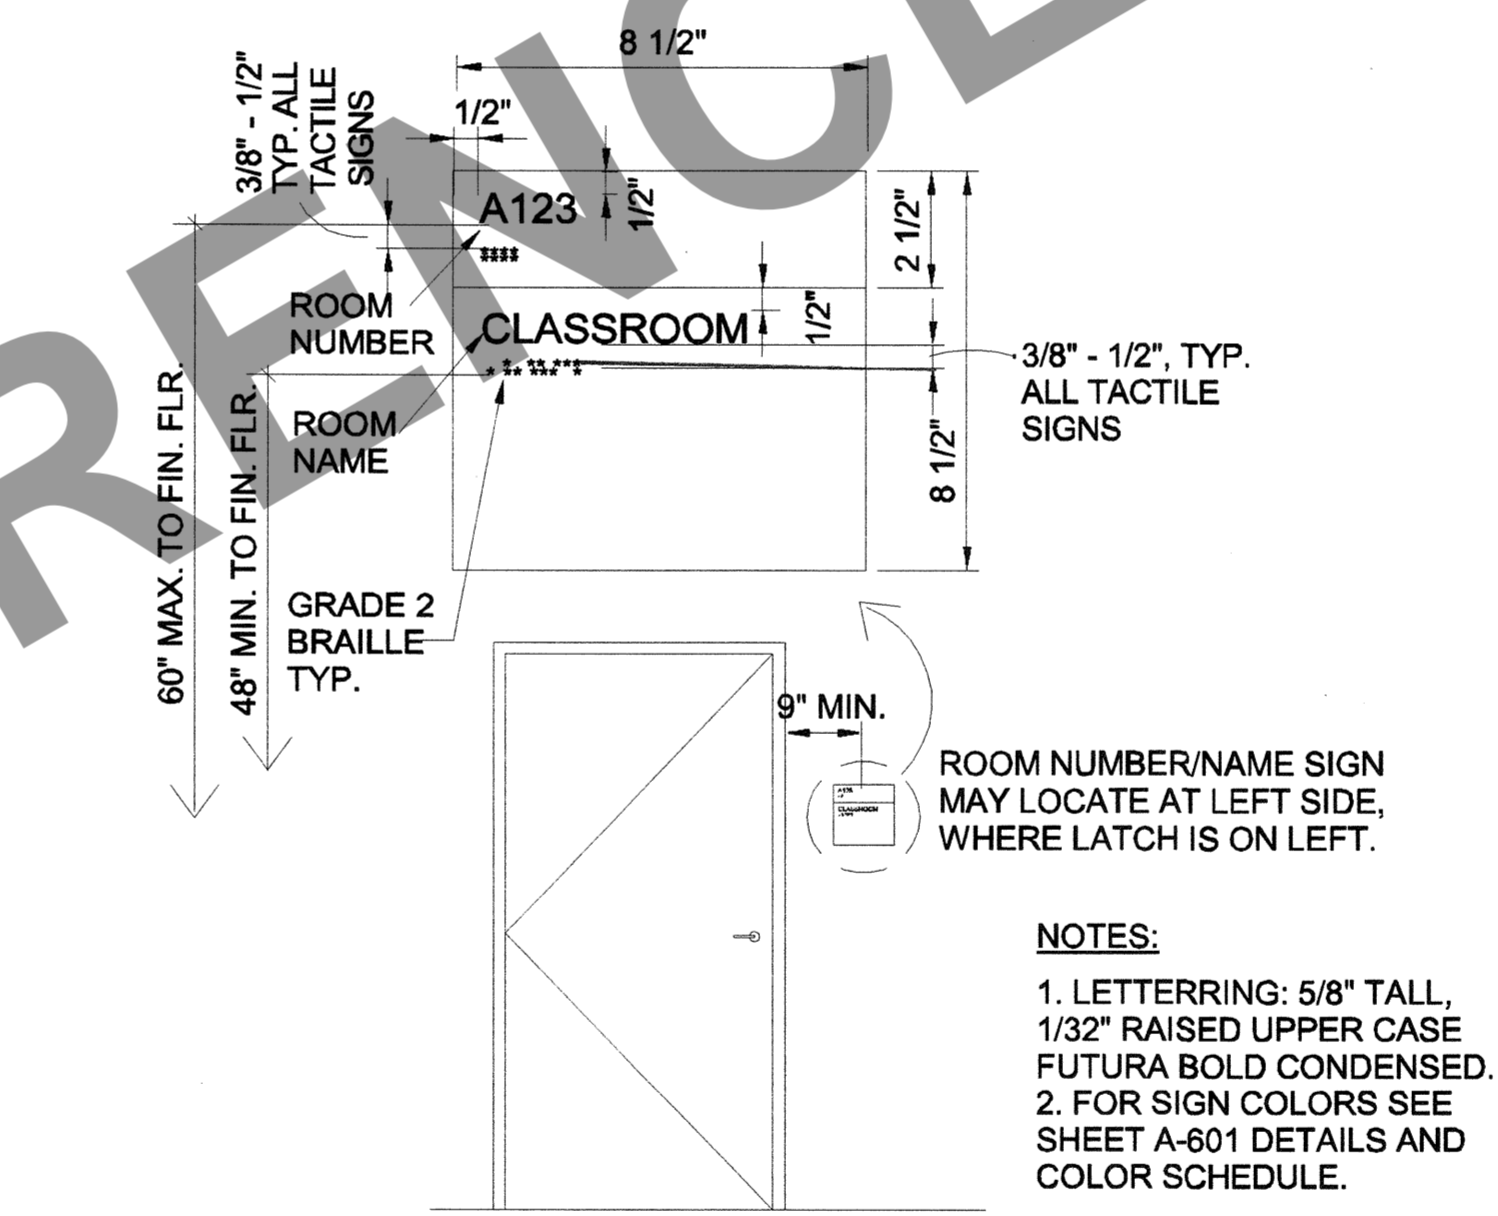 8 1/2"
3/8" - 1/2"
TYP. ALL
TACTILE
SIGNS
1/2"
1/2"
A123
2 1/2"
ROOM
NUMBER
CLASSROOM
1/2"
3/8" - 1/2", TYP.
ALL TACTILE
SIGNS
ROOM
NAME
8 1/2"
60" MAX. TO FIN. FLR.
48" MIN. TO FIN. FLR.
GRADE 2
BRAILLE
TYP.
9" MIN.
A123
CLASSROOM
ROOM NUMBER/NAME SIGN
MAY LOCATE AT LEFT SIDE,
WHERE LATCH IS ON LEFT.
NOTES:
1. LETTERRING: 5/8" TALL,
1/32" RAISED UPPER CASE
FUTURA BOLD CONDENSED.
2. FOR SIGN COLORS SEE
SHEET A-601 DETAILS AND
COLOR SCHEDULE.
RENCE